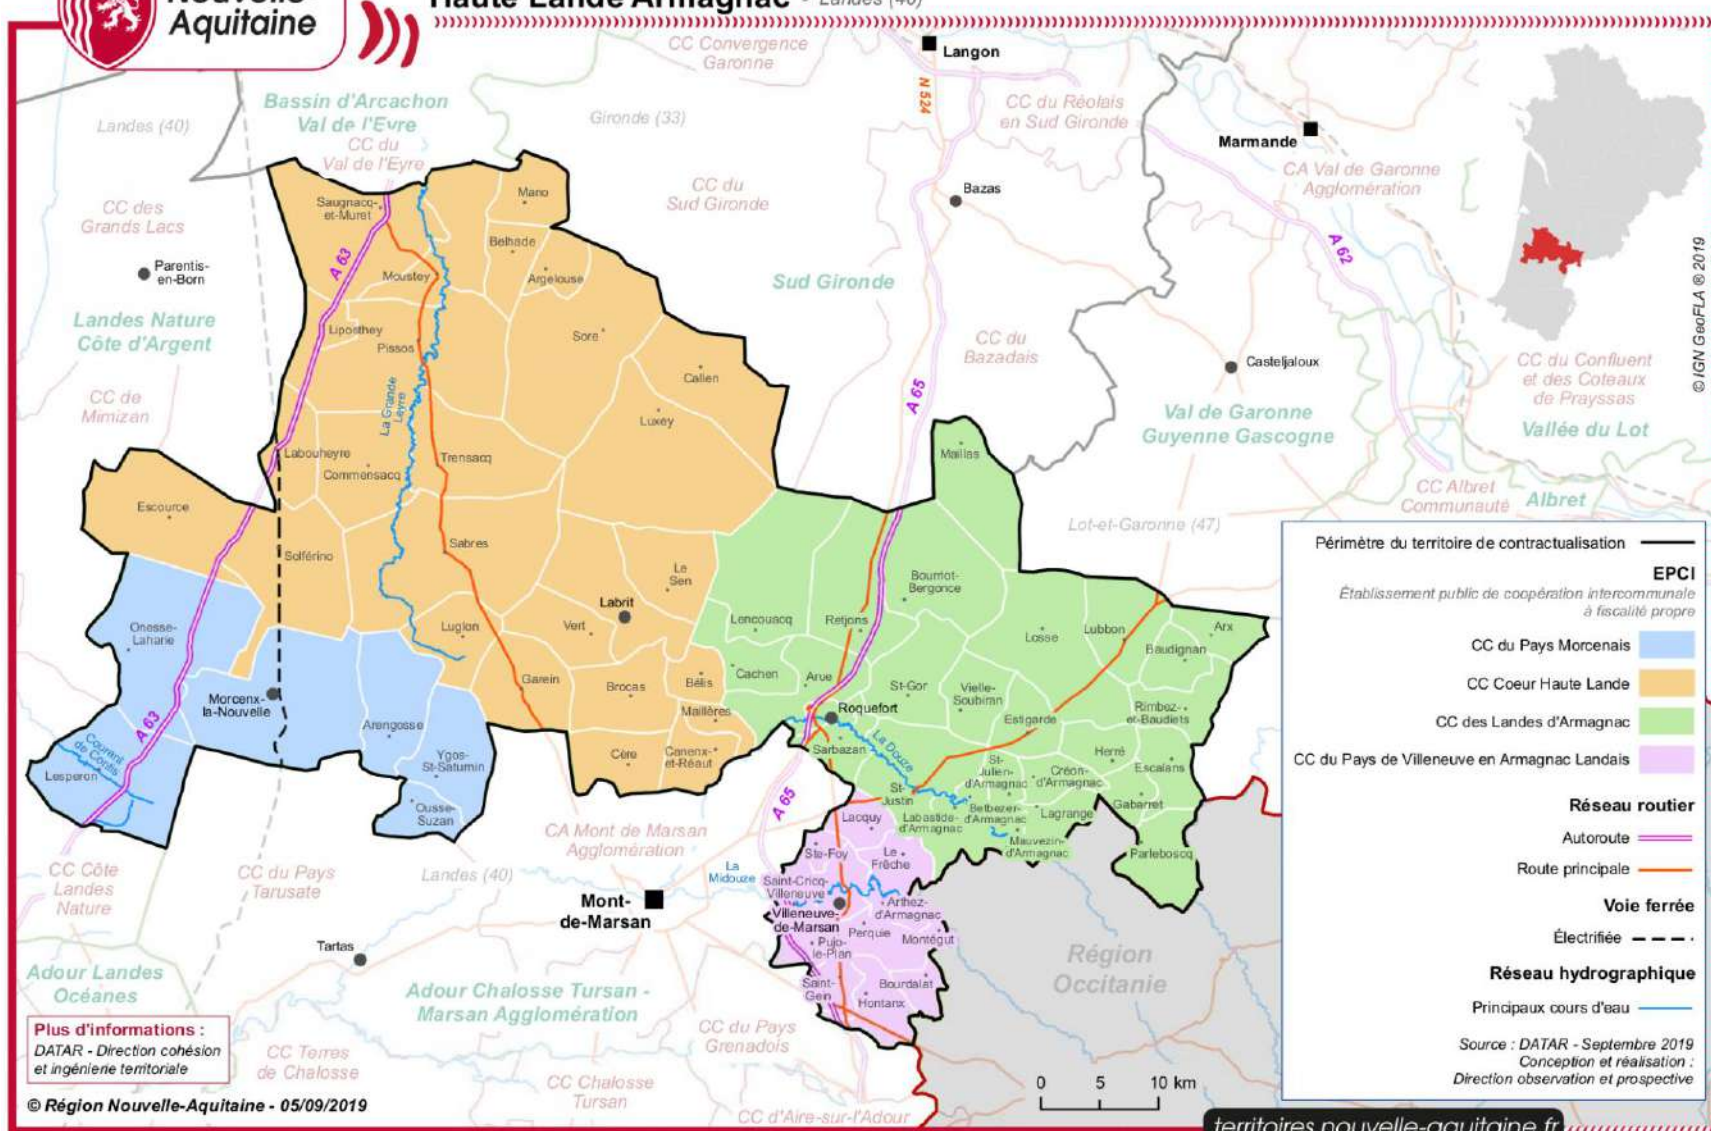 Nouvelle
Aquitaine
Haute Lande Armagnac - Landes (40)
CC Convergence
Garonne
Langon
N 524
Bassin d'Arcachon
Val de l'Eyre
CC du
Val de l'Eyre
Landes (40)
Gironde (33)
CC du Réolais
en Sud Gironde
Marmande
CA Val de Garonne
Agglomération
CC des
Grands Lacs
CC du
Sud Gironde
Bazas
Saugnacq-
et-Muret
Mano
Belhade
Argelouse
Moustey
A 63
A 62
Parentis-
en-Born
Sud Gironde
© IGN GeoFLA ® 2019
Landes Nature
Côte d'Argent
Liposthey
Pissos
Sore
Callen
Luxey
CC du
Bazadais
Casteljaloux
CC du Confluent
et des Coteaux
de Prayssas
CC de
Mimizan
La Grande
Leyre
A 65
Val de Garonne
Guyenne Gascogne
Vallée du Lot
Labouheyre
Commensacq
Trensacq
Maillas
CC Albret
Communauté
Albret
Escource
Solférino
Sabres
Lot-et-Garonne (47)
Le
Sen
Labrit
Vert
Luglon
Bourriot-
Bergonce
Lencouacq
Retjons
Losse
Lubbon
Arx
Baudignan
Onesse-
Laharie
Morcenx-
la-Nouvelle
Garein
Brocas
Bélis
Maillères
Cachen
Arue
St-Gor
Vielle-
Soubiran
Roquefort
Estigarde
Rimbez-
et-Baudiets
A 63
Arengosse
Ygos-
St-Saturnin
Cère
Canenx-
et-Réaut
Sarbazan
La Douze
Herré
Escalans
Courant
de Contis
Lesperon
Ousse-
Suzan
St-
Julien-
d'Armagnac
Créon-
d'Armagnac
St-
Justin
Labastide-
d'Armagnac
Betbezer-
d'Armagnac
Lagrange
Gabarret
Mauvezin-
d'Armagnac
Parleboscq
A 65
Lacquy
CA Mont de Marsan
Agglomération
Ste-Foy
Le
Frêche
CC Côte
Landes
Nature
CC du Pays
Tarusate
Landes (40)
La
Midouze
Saint-Cricq-
Villeneuve
Mont-
de-Marsan
Villeneuve-
de-Marsan
Arthez-
d'Armagnac
Perquie
Montégut
Pujo-
le-Plan
Tartas
Région
Occitanie
Adour Landes
Océanes
Adour Chalosse Tursan -
Marsan Agglomération
Saint-
Gein
Bourdalat
Hontanx
CC du Pays
Grenadois
CC Terres
de Chalosse
CC Chalosse
Tursan
CC d'Aire-sur-l'Adour
Plus d'informations :
DATAR - Direction cohésion
et ingénierie territoriale
© Région Nouvelle-Aquitaine - 05/09/2019
0 5 10 km
Périmètre du territoire de contractualisation
EPCI
Établissement public de coopération intercommunale
à fiscalité propre
CC du Pays Morcenais
CC Coeur Haute Lande
CC des Landes d'Armagnac
CC du Pays de Villeneuve en Armagnac Landais
Réseau routier
Autoroute
Route principale
Voie ferrée
Électrifiée
Réseau hydrographique
Principaux cours d'eau
Source : DATAR - Septembre 2019
Conception et réalisation :
Direction observation et prospective
territoires.nouvelle-aquitaine.fr